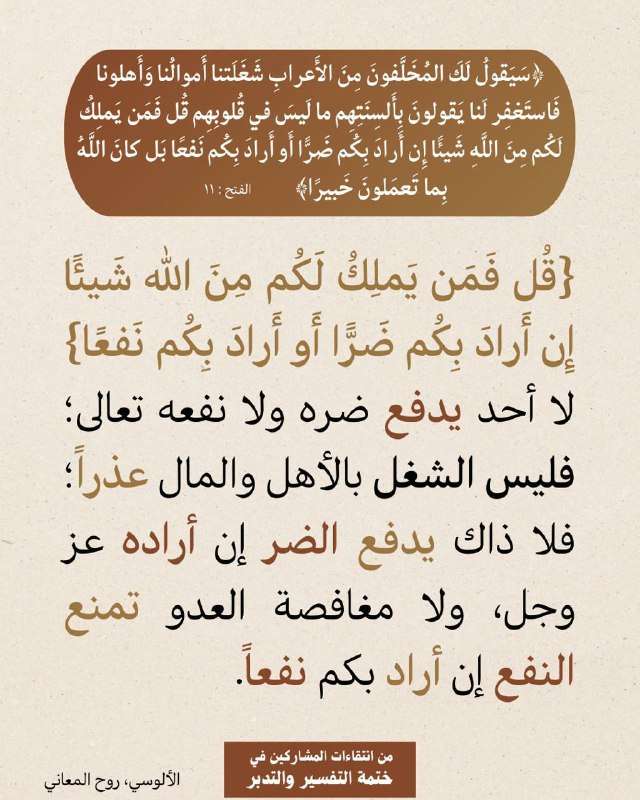 ﴿سَيَقولُ لَكَ المُخَلَّفونَ مِنَ الأَعرابِ شَغَلَتنا أَموالُنا وَأَهلونا
فَاستَغفِر لَنا يَقولونَ بِأَلسِنَتِهِم ما لَيسَ في قُلوبِهِم قُل فَمَن يَملِكُ
لَكُم مِنَ اللَّهِ شَيئًا إِن أَرادَ بِكُم ضَرًّا أَو أَرادَ بِكُم نَفعًا بَل كانَ اللَّهُ
بِما تَعمَلونَ خَبيرًا﴾ الفتح : ١١
{قُل فَمَن يَملِكُ لَكُم مِنَ الله شَيئًا
إِن أَرادَ بِكُم ضَرًّا أَو أَرادَ بِكُم نَفعًا}
لا أحد يدفع ضره ولا نفعه تعالى؛
فليس الشغل بالأهل والمال عذراً؛
فلا ذاك يدفع الضر إن أراده عز
وجل، ولا مغافصة العدو تمنع
النفع إن أراد بكم نفعاً.
من انتقاءات المشاركين في
ختمة التفسير والتدبر
الألوسي، روح المعاني